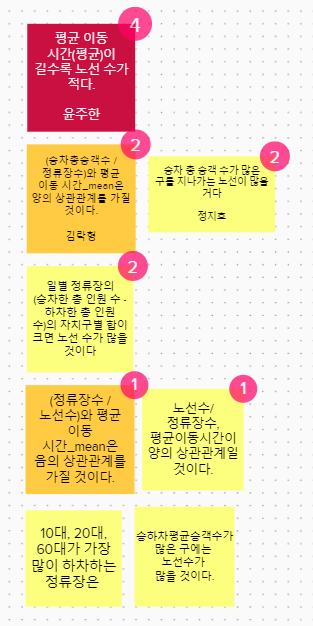 4
평균 이동
시간(평균)이
길수록 노선 수가
적다.
윤주한
2
(승차총승객수 /
정류장수)와 평균
이동 시간_mean은
양의 상관관계를 가질
것이다.
김락형
2
승차 총 승객 수가 많은
구를 지나가는 노선이 많을
거다
정지호
2
일별 정류장의
(승차한 총 인원 수 -
하차한 총 인원
수)의 자치구별 합이
크면 노선 수가 많을
것이다
1
(정류장수 /
노선수)와 평균
이동
시간_mean은
음의 상관관계를
가질 것이다.
1
노선수/
정류장수,
평균이동시간이
양의 상관관계일
것이다.
10대, 20대,
60대가 가장
많이 하차하는
정류장은
승하차평균승객수가
많은 구에는
노선수가
많을 것이다.